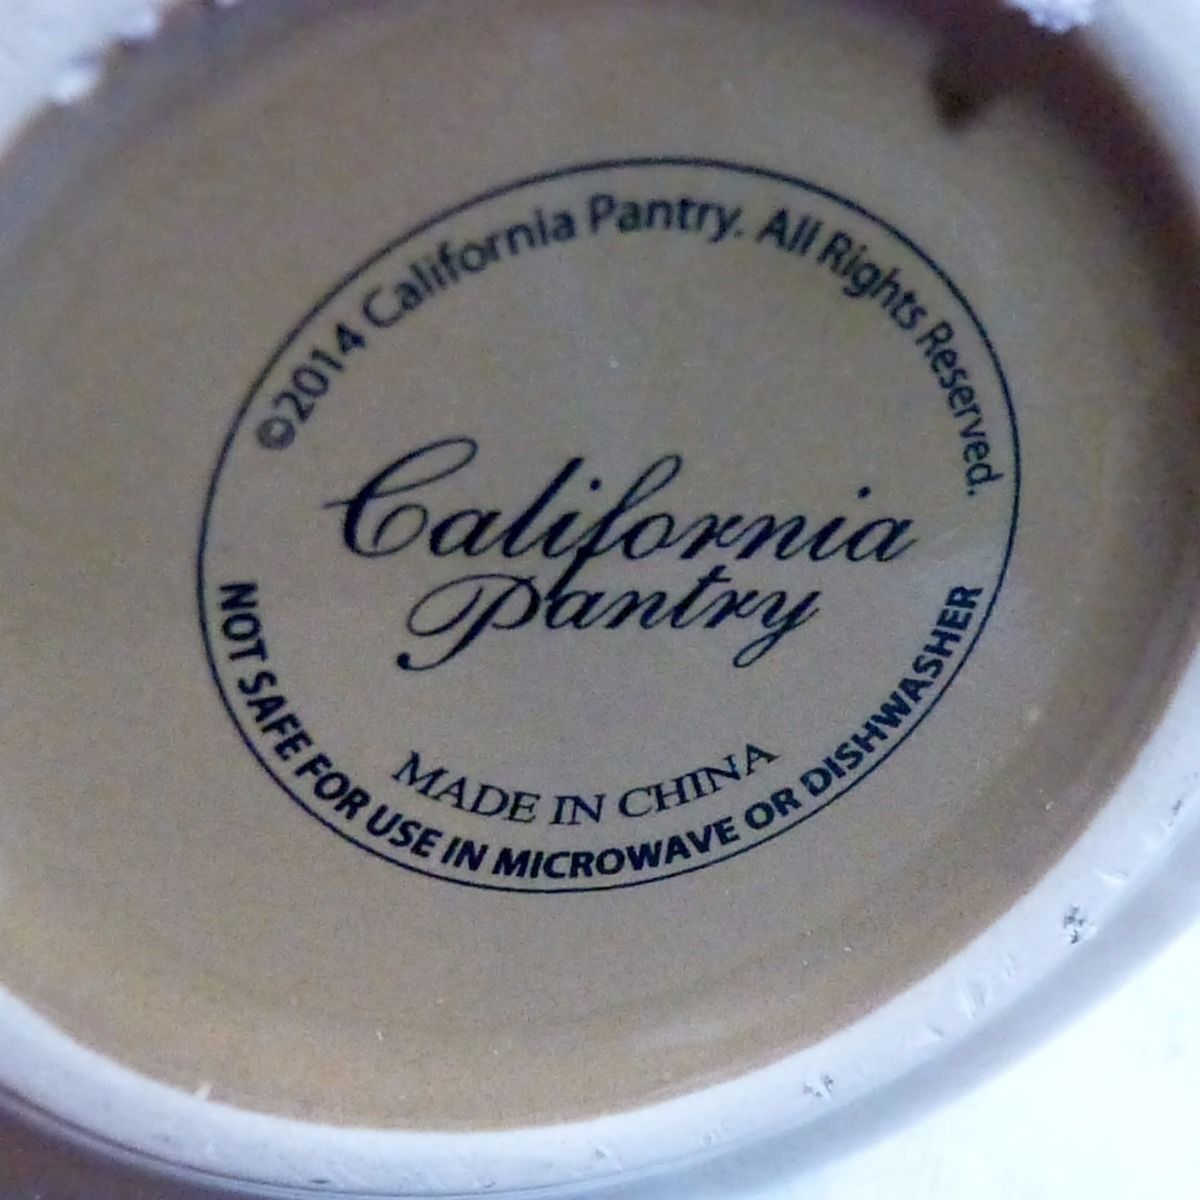 ©2014 California Pantry. All Rights Reserved.
California
Pantry
MADE IN CHINA
NOT SAFE FOR USE IN MICROWAVE OR DISHWASHER